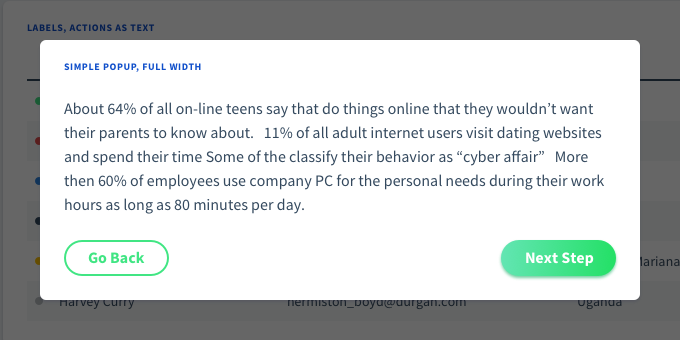 LABELS, ACTIONS AS TEXT
SIMPLE POPUP, FULL WIDTH
About 64% of all on-line teens say that do things online that they wouldn’t want
their parents to know about.   11% of all adult internet users visit dating websites
and spend their time Some of the classify their behavior as “cyber affair”   More
then 60% of employees use company PC for the personal needs during their work
hours as long as 80 minutes per day.
Go Back
Next Step
Mariana
Harvey Curry
hermiston_boyd@durgan.com
Uganda